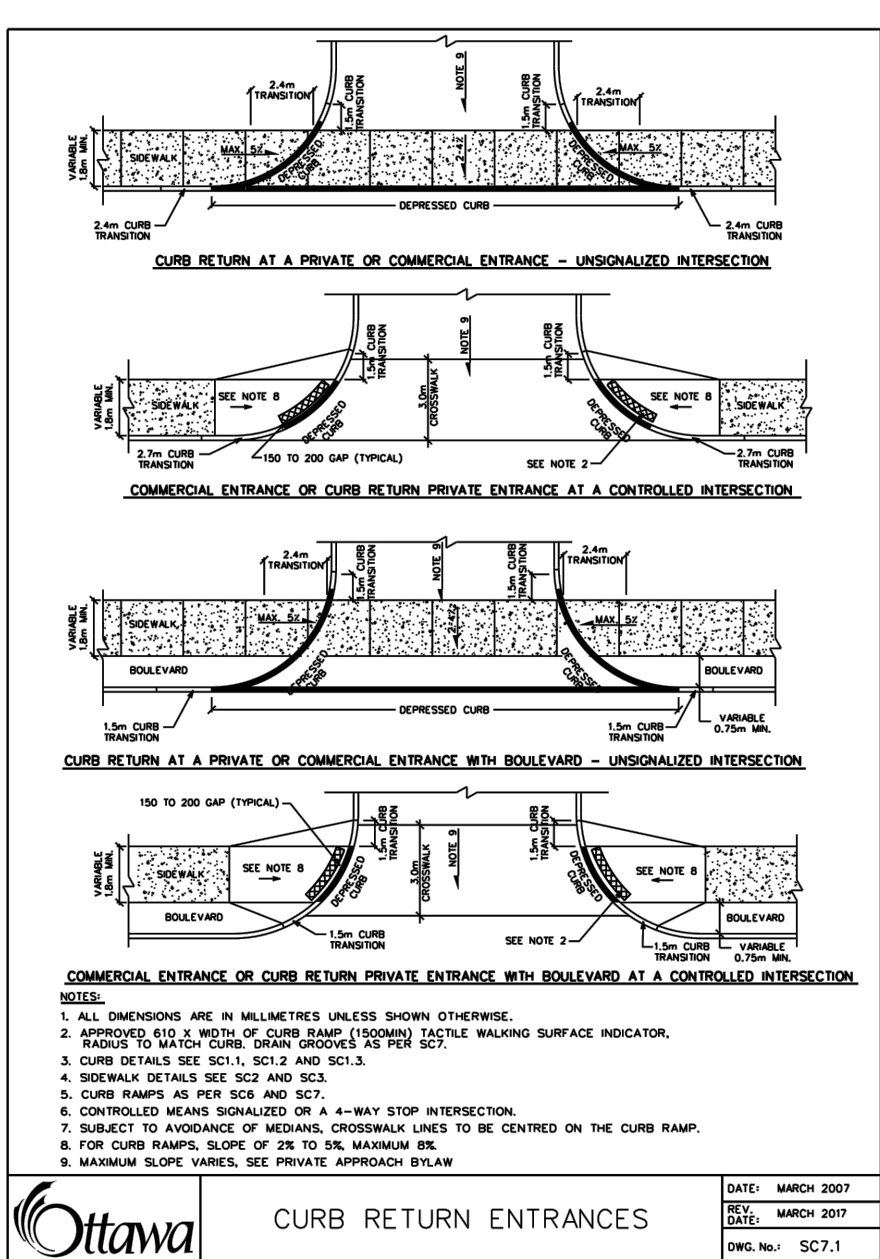 2.4m
TRANSITION
1.5m CURB
TRANSITION
NOTE 9
1.5m CURB
TRANSITION
2.4m
TRANSITION
VARIABLE
1.8m MIN.
SIDEWALK
MAX. 5%
DEPRESSED
CURB
2-4%
DEPRESSED
CURB
MAX. 5%
DEPRESSED CURB
2.4m CURB
TRANSITION
2.4m CURB
TRANSITION
CURB RETURN AT A PRIVATE OR COMMERCIAL ENTRANCE - UNSIGNALIZED INTERSECTION
1.5m CURB
TRANSITION
NOTE 9
1.5m CURB
TRANSITION
VARIABLE
1.8m MIN.
SIDEWALK
SEE NOTE 8
DEPRESSED
CURB
3.0m
CROSSWALK
DEPRESSED
CURB
SEE NOTE 8
SIDEWALK
2.7m CURB
TRANSITION
150 TO 200 GAP (TYPICAL)
SEE NOTE 2
2.7m CURB
TRANSITION
COMMERCIAL ENTRANCE OR CURB RETURN PRIVATE ENTRANCE AT A CONTROLLED INTERSECTION
2.4m
TRANSITION
1.5m CURB
TRANSITION
NOTE 9
1.5m CURB
TRANSITION
2.4m
TRANSITION
VARIABLE
1.8m MIN.
SIDEWALK
MAX. 5%
2-4%
MAX. 5%
BOULEVARD
DEPRESSED
CURB
DEPRESSED
CURB
BOULEVARD
DEPRESSED CURB
1.5m CURB
TRANSITION
1.5m CURB
TRANSITION
VARIABLE
0.75m MIN.
CURB RETURN AT A PRIVATE OR COMMERCIAL ENTRANCE WITH BOULEVARD - UNSIGNALIZED INTERSECTION
150 TO 200 GAP (TYPICAL)
1.5m CURB
TRANSITION
NOTE 9
1.5m CURB
TRANSITION
VARIABLE
1.8m MIN.
SIDEWALK
SEE NOTE 8
DEPRESSED
CURB
3.0m
CROSSWALK
DEPRESSED
CURB
SEE NOTE 8
BOULEVARD
BOULEVARD
1.5m CURB
TRANSITION
SEE NOTE 2
1.5m CURB
TRANSITION
VARIABLE
0.75m MIN.
COMMERCIAL ENTRANCE OR CURB RETURN PRIVATE ENTRANCE WITH BOULEVARD AT A CONTROLLED INTERSECTION
NOTES:
1. ALL DIMENSIONS ARE IN MILLIMETRES UNLESS SHOWN OTHERWISE.
2. APPROVED 610 X WIDTH OF CURB RAMP (1500MIN) TACTILE WALKING SURFACE INDICATOR,
RADIUS TO MATCH CURB. DRAIN GROOVES AS PER SC7.
3. CURB DETAILS SEE SC1.1, SC1.2 AND SC1.3.
4. SIDEWALK DETAILS SEE SC2 AND SC3.
5. CURB RAMPS AS PER SC6 AND SC7.
6. CONTROLLED MEANS SIGNALIZED OR A 4-WAY STOP INTERSECTION.
7. SUBJECT TO AVOIDANCE OF MEDIANS, CROSSWALK LINES TO BE CENTRED ON THE CURB RAMP.
8. FOR CURB RAMPS, SLOPE OF 2% TO 5%, MAXIMUM 8%.
9. MAXIMUM SLOPE VARIES, SEE PRIVATE APPROACH BYLAW
Ottawa
CURB RETURN ENTRANCES
DATE: MARCH 2007
REV. DATE: MARCH 2017
DWG. No.: SC7.1